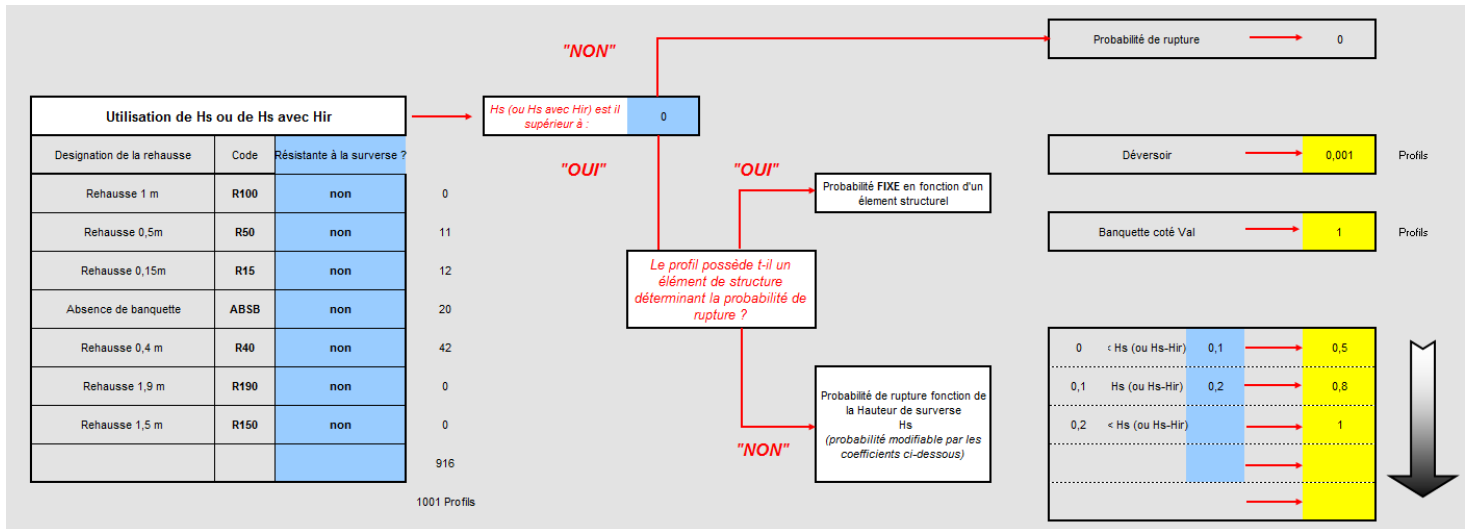 "NON"
Probabilité de rupture 0
Utilisation de Hs ou de Hs avec Hir
Hs (ou Hs avec Hir) est il
supérieur à :
0
Designation de la rehausse Code Résistante à la surverse ?
"OUI"
"OUI"
Déversoir 0,001 Profils
Rehausse 1 m R100 non 0
Probabilité FIXE en fonction d'un
élement structurel
Rehausse 0,5m R50 non 11
Banquette coté Val 1 Profils
Rehausse 0,15m R15 non 12
Le profil possède t-il un
élément de structure
déterminant la probabilité de
rupture ?
Absence de banquette ABSB non 20
Rehausse 0,4 m R40 non 42
0 < Hs (ou Hs-Hir) 0,1 0,5
Rehausse 1,9 m R190 non 0
0,1 Hs (ou Hs-Hir) 0,2 0,8
Rehausse 1,5 m R150 non 0
0,2 < Hs (ou Hs-Hir) 1
Probabilité de rupture fonction de
la Hauteur de surverse
Hs
(probabilité modifiable par les
coefficients ci-dessous)
"NON"
916
1001 Profils